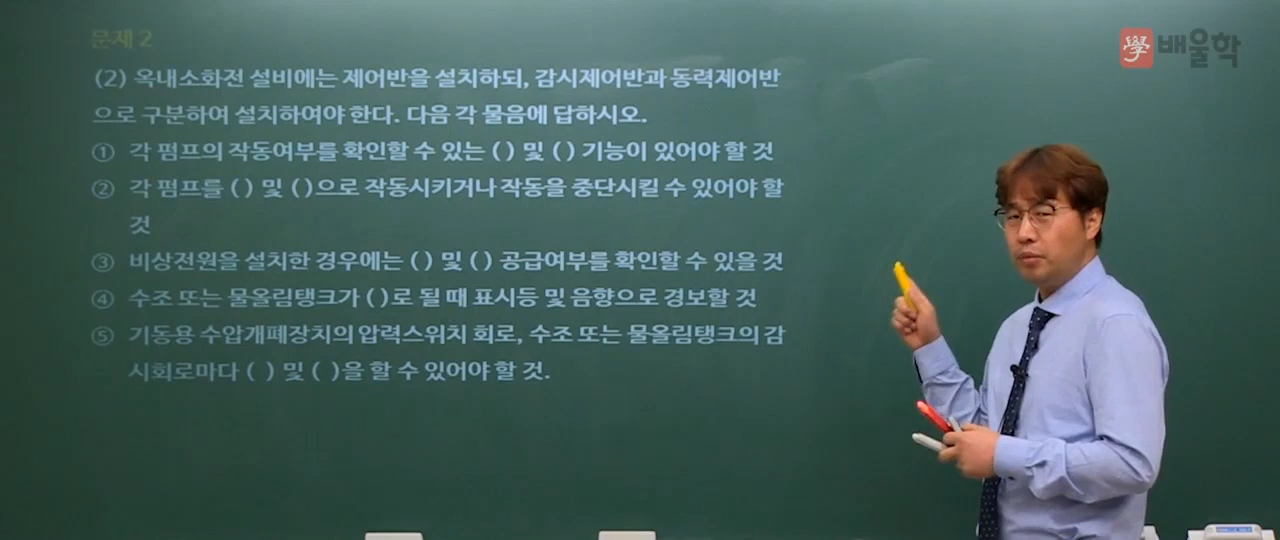 學 배울학
문제 2
(2) 옥내소화전 설비에는 제어반을 설치하되, 감시제어반과 동력제어반
으로 구분하여 설치하여야 한다. 다음 각 물음에 답하시오.
① 각 펌프의 작동여부를 확인할 수 있는 ( ) 및 ( ) 기능이 있어야 할 것
② 각 펌프를 ( ) 및 ( )으로 작동시키거나 작동을 중단시킬 수 있어야 할
것
③ 비상전원을 설치한 경우에는 ( ) 및 ( ) 공급여부를 확인할 수 있을 것
④ 수조 또는 물올림탱크가 ( )로 될 때 표시등 및 음향으로 경보할 것
⑤ 기동용 수압개폐장치의 압력스위치 회로, 수조 또는 물올림탱크의 감
시회로마다 ( ) 및 ( )을 할 수 있어야 할 것.